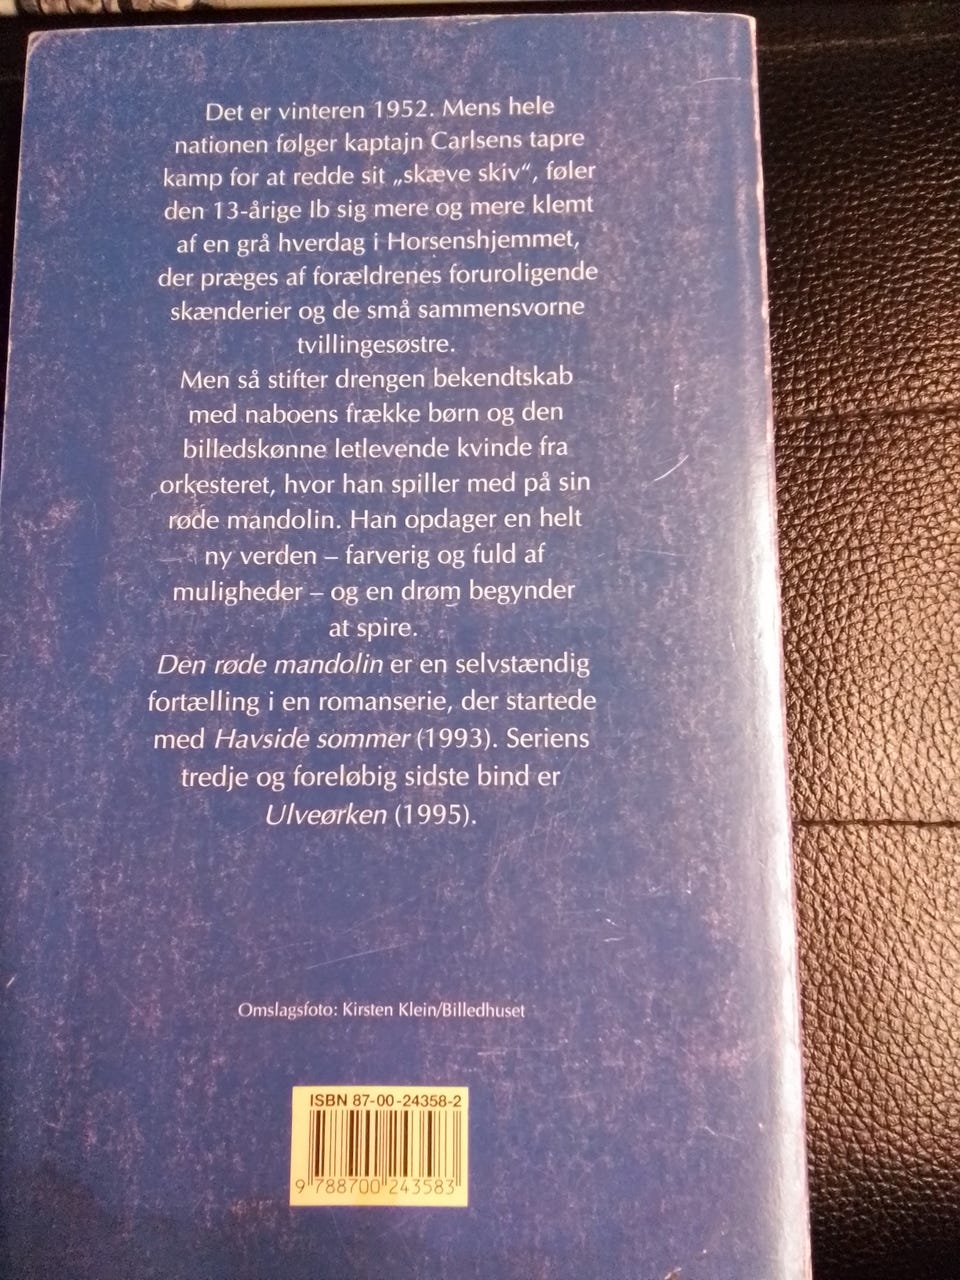 Det er vinteren 1952. Mens hele
nationen følger kaptajn Carlsens tapre
kamp for at redde sit „skæve skiv“, føler
den 13-årige Ib sig mere og mere klemt
af en grå hverdag i Horsenshjemmet,
der præges af forældrenes foruroligende
skænderier og de små sammensvorne
tvillingesøstre.
Men så stifter drengen bekendtskab
med naboens frække børn og den
billedskønne letlevende kvinde fra
orkesteret, hvor han spiller med på sin
røde mandolin. Han opdager en helt
ny verden – farverig og fuld af
muligheder – og en drøm begynder
at spire.
Den røde mandolin er en selvstændig
fortælling i en romanserie, der startede
med Havside sommer (1993). Seriens
tredje og foreløbig sidste bind er
Ulveørken (1995).
Omslagsfoto: Kirsten Klein/Billedhuset
ISBN 87-00-24358-2
9 788700 243583